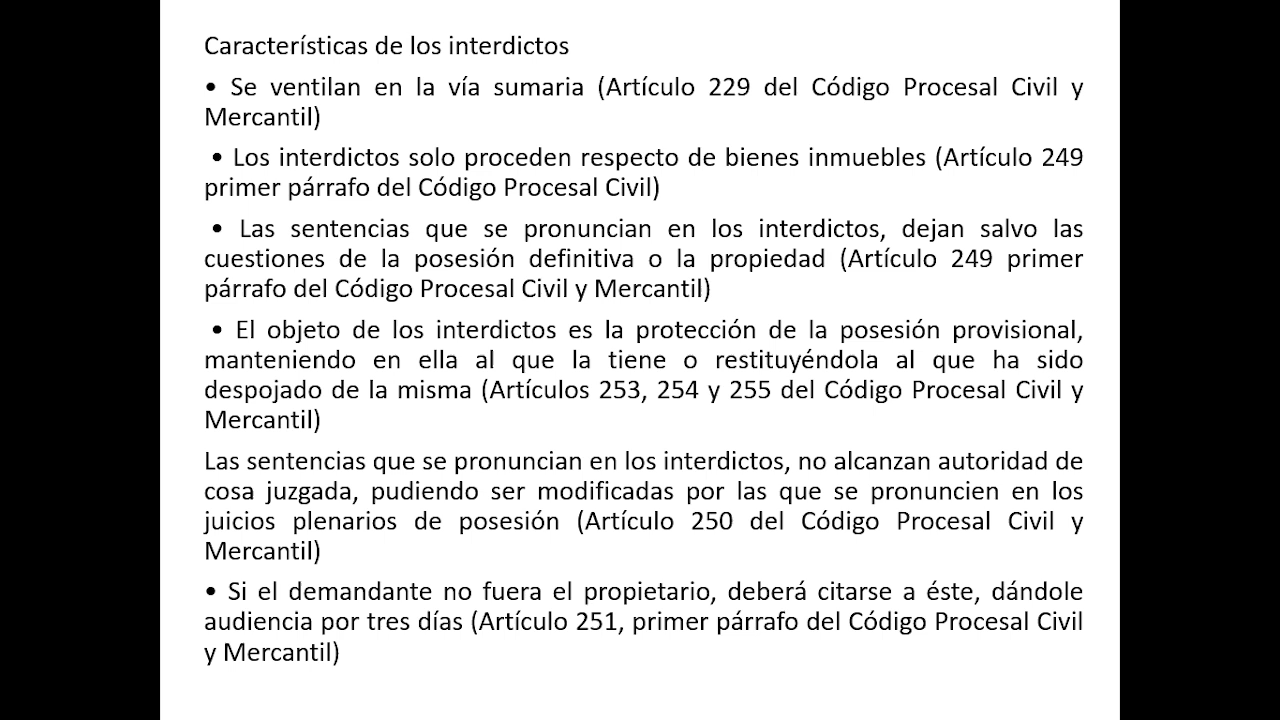 Características de los interdictos
• Se ventilan en la vía sumaria (Artículo 229 del Código Procesal Civil y
Mercantil)
• Los interdictos solo proceden respecto de bienes inmuebles (Artículo 249
primer párrafo del Código Procesal Civil)
• Las sentencias que se pronuncian en los interdictos, dejan salvo las
cuestiones de la posesión definitiva o la propiedad (Artículo 249 primer
párrafo del Código Procesal Civil y Mercantil)
• El objeto de los interdictos es la protección de la posesión provisional,
manteniendo en ella al que la tiene o restituyéndola al que ha sido
despojado de la misma (Artículos 253, 254 y 255 del Código Procesal Civil y
Mercantil)
Las sentencias que se pronuncian en los interdictos, no alcanzan autoridad de
cosa juzgada, pudiendo ser modificadas por las que se pronuncien en los
juicios plenarios de posesión (Artículo 250 del Código Procesal Civil y
Mercantil)
• Si el demandante no fuera el propietario, deberá citarse a éste, dándole
audiencia por tres días (Artículo 251, primer párrafo del Código Procesal Civil
y Mercantil)